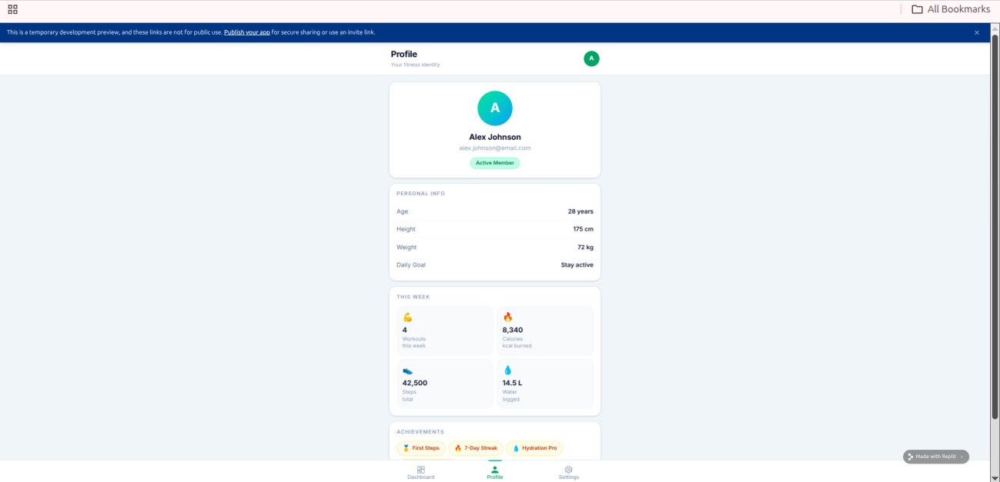 All Bookmarks
This is a temporary development preview, and these links are not for public use. Publish your app for secure sharing or use an invite link.
Profile
Your fitness identity
A
A
Alex Johnson
alex.johnson@email.com
Active Member
PERSONAL INFO
Age 28 years
Height 175 cm
Weight 72 kg
Daily Goal Stay active
THIS WEEK
4
Workouts
this week
8,340
Calories
kcal burned
42,500
Steps
total
14.5 L
Water
logged
ACHIEVEMENTS
First Steps 7-Day Streak Hydration Pro
Made with Replit
Dashboard Profile Settings